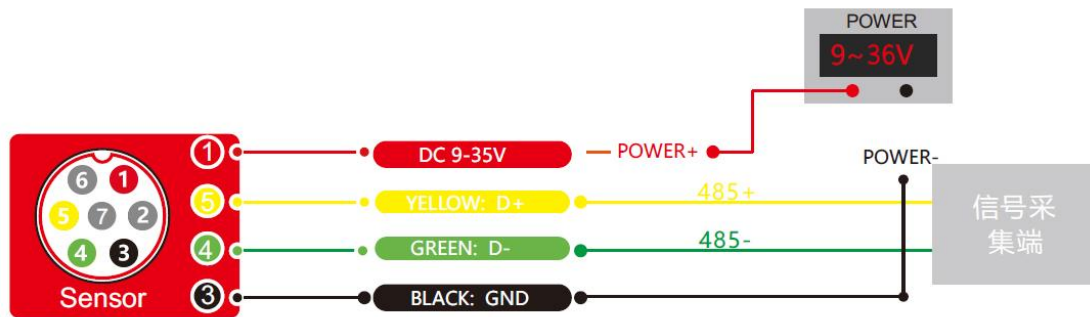 POWER
9~36V
1
DC 9-35V
POWER+
POWER-
6
1
5
YELLOW: D+
485+
5
7
2
信号采
集端
4
3
4
GREEN: D-
485-
Sensor
3
BLACK: GND